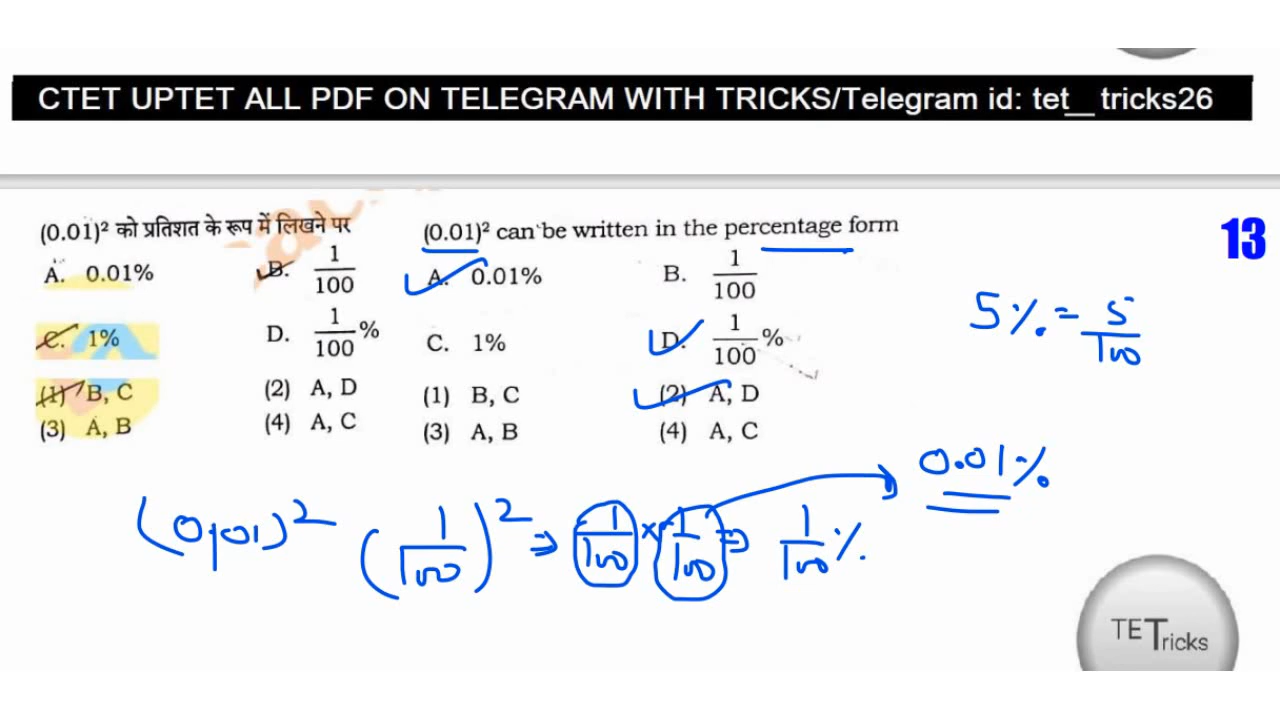 CTET UPTET ALL PDF ON TELEGRAM WITH TRICKS/Telegram id: tet__tricks26
(0.01)² को प्रतिशत के रूप में लिखने पर
A. 0.01% B. 1/100
C. 1% D. 1/100 %
(1) B, C (2) A, D
(3) A, B (4) A, C
(0.01)² can be written in the percentage form
A. 0.01% B. 1/100
C. 1% D. 1/100 %
(1) B, C (2) A, D
(3) A, B (4) A, C
13
5% = 5/100
0.01%
(0.01)² (1/100)² ⇒ 1/100 × 1/100 ⇒ 1/100 %
TETricks